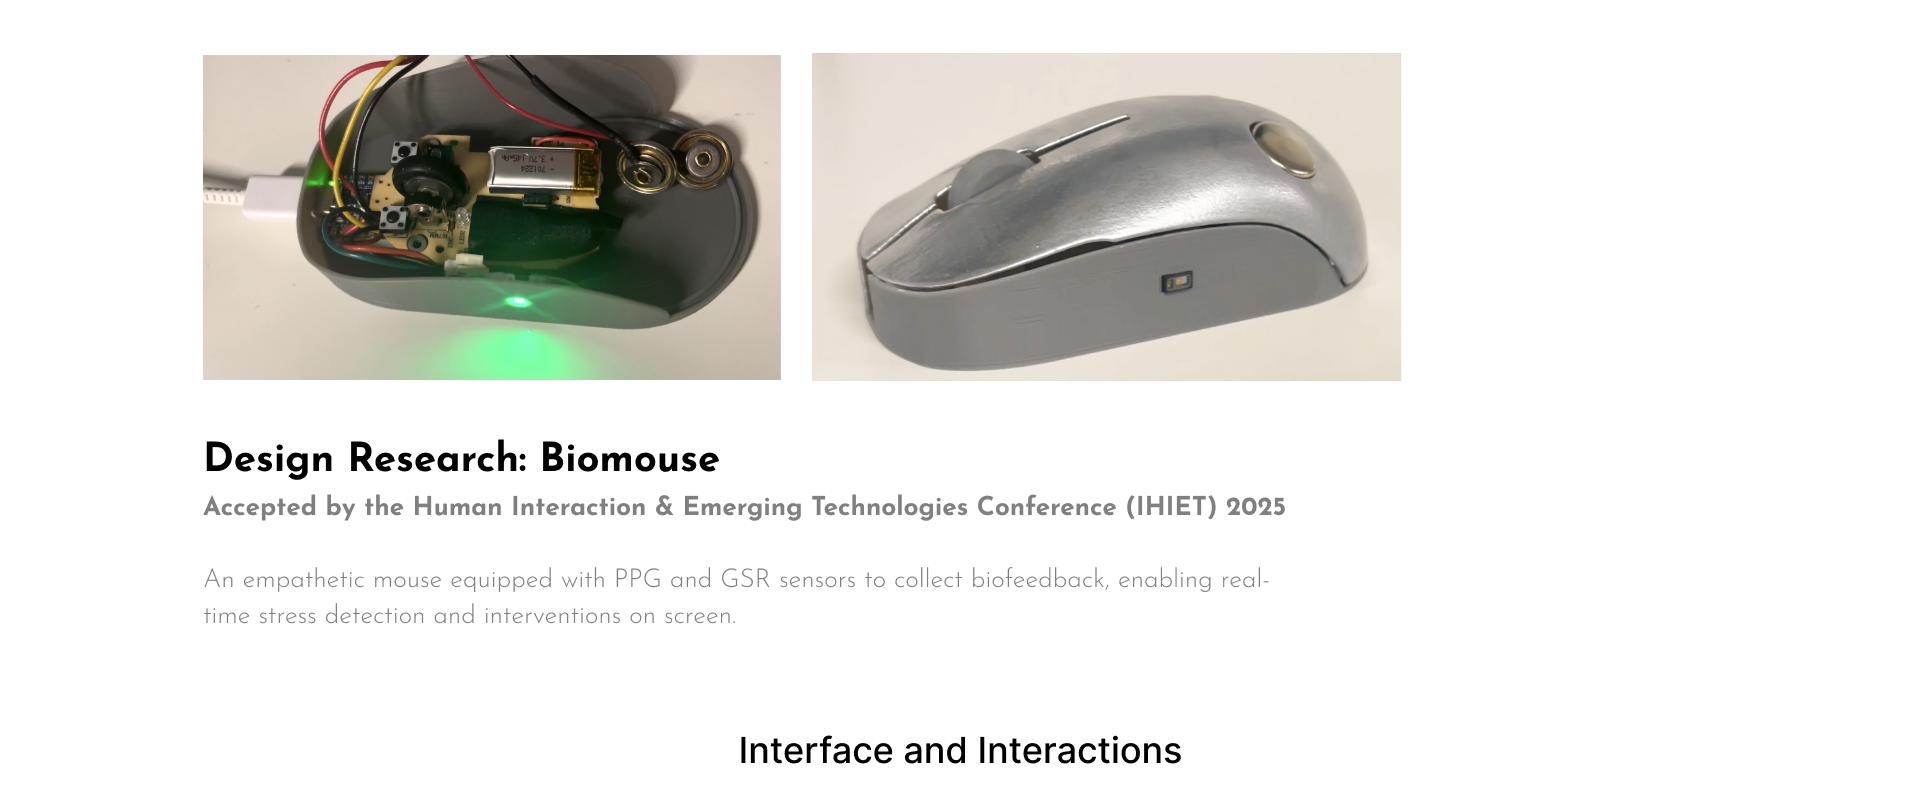 Design Research: Biomouse
Accepted by the Human Interaction & Emerging Technologies Conference (IHIET) 2025
An empathetic mouse equipped with PPG and GSR sensors to collect biofeedback, enabling real-
time stress detection and interventions on screen.
Interface and Interactions